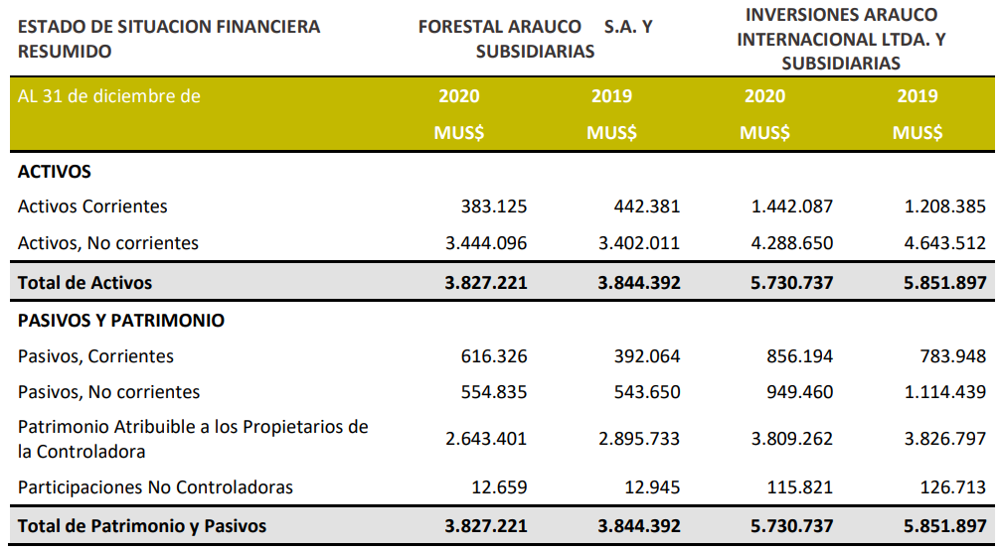 ESTADO DE SITUACION FINANCIERA RESUMIDO FORESTAL ARAUCO S.A. Y SUBSIDIARIAS INVERSIONES ARAUCO INTERNACIONAL LTDA. Y SUBSIDIARIAS
AL 31 de diciembre de 2020 2019 2020 2019
MUS$ MUS$ MUS$ MUS$
ACTIVOS
Activos Corrientes 383.125 442.381 1.442.087 1.208.385
Activos, No corrientes 3.444.096 3.402.011 4.288.650 4.643.512
Total de Activos 3.827.221 3.844.392 5.730.737 5.851.897
PASIVOS Y PATRIMONIO
Pasivos, Corrientes 616.326 392.064 856.194 783.948
Pasivos, No corrientes 554.835 543.650 949.460 1.114.439
Patrimonio Atribuible a los Propietarios de la Controladora 2.643.401 2.895.733 3.809.262 3.826.797
Participaciones No Controladoras 12.659 12.945 115.821 126.713
Total de Patrimonio y Pasivos 3.827.221 3.844.392 5.730.737 5.851.897